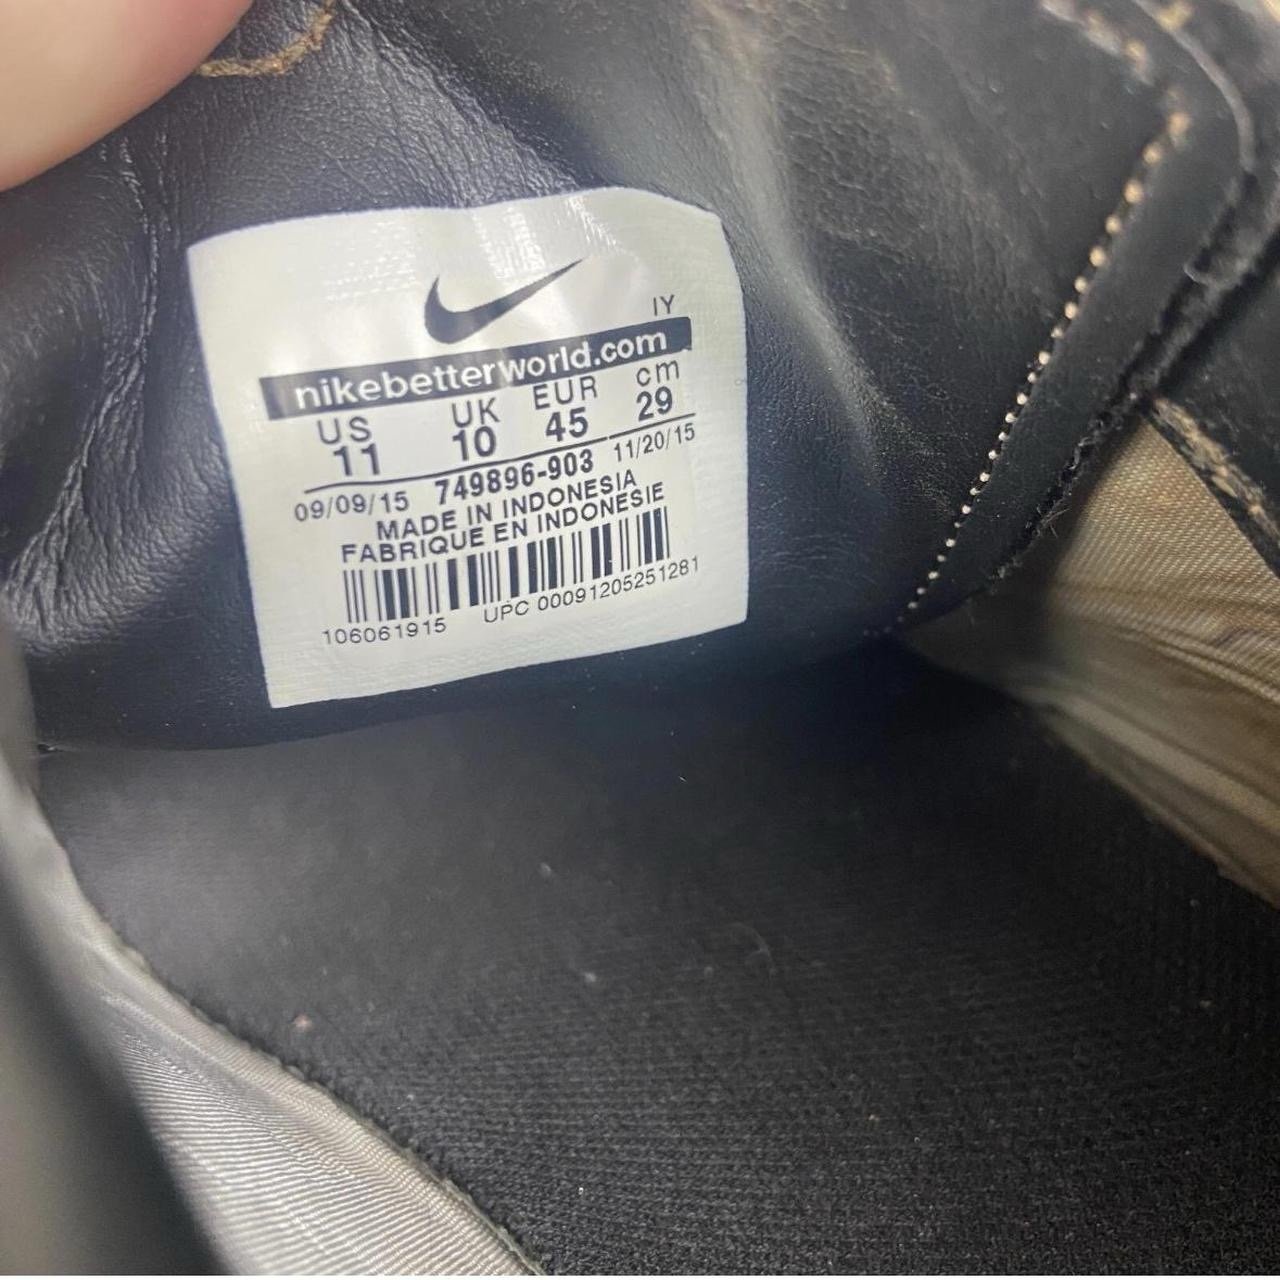 IY
nikebetterworld.com
US UK EUR cm
11 10 45 29
09/09/15 749896-903 11/20/15
MADE IN INDONESIA
FABRIQUE EN INDONESIE
106061915 UPC 00091205251281